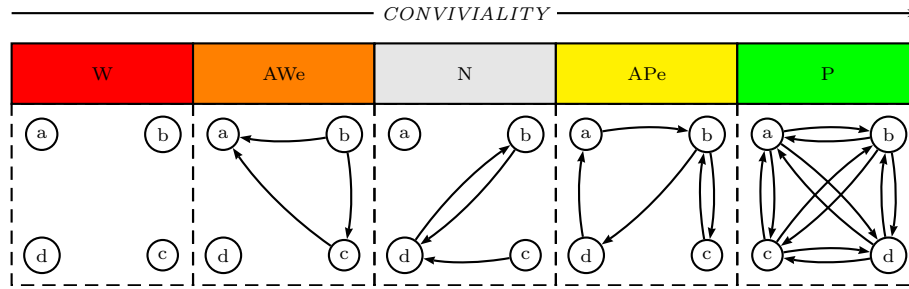 CONVIVIALITY
W AWe N APe P
a b a b a b a b a b
d c d c d c d c c d